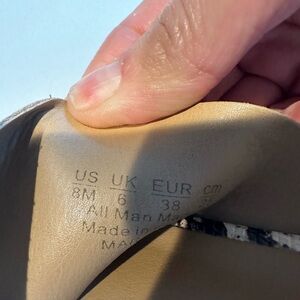 US UK EUR cm
8M 6 38
All Man
Made in